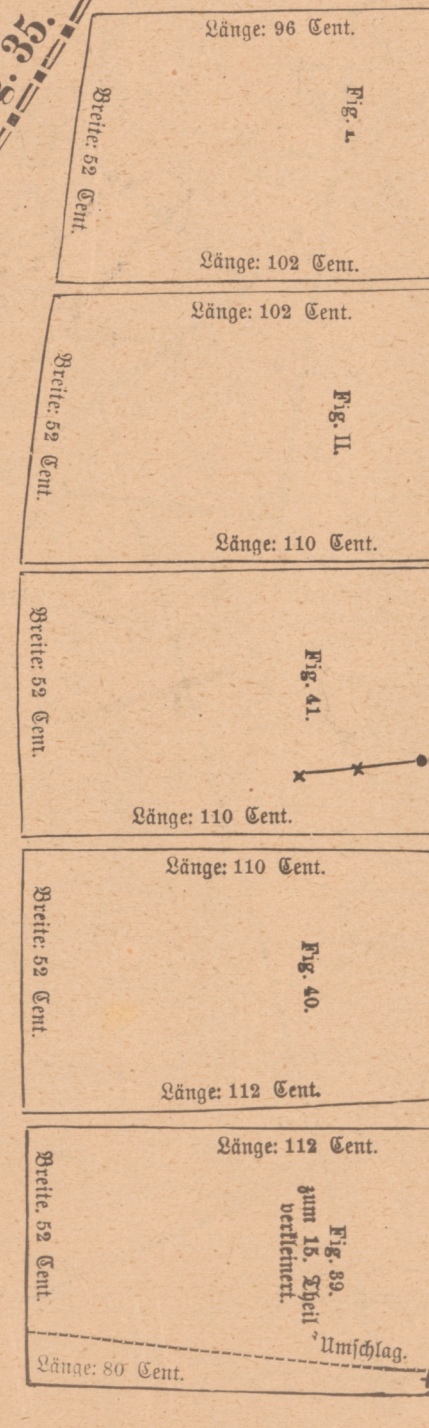 g. 35.
Länge: 96 Cent.
Breite: 52 Cent.
Fig. I.
Länge: 102 Cent.
Länge: 102 Cent.
Breite: 52 Cent.
Fig. II.
Länge: 110 Cent.
Breite: 52 Cent.
Fig. 41.
Länge: 110 Cent.
Länge: 110 Cent.
Breite: 52 Cent.
Fig. 40.
Länge: 112 Cent.
Länge: 112 Cent.
Breite. 52 Cent.
Fig. 39.
zum 15. Theil
verkleinert.
Umschlag.
Länge: 80 Cent.